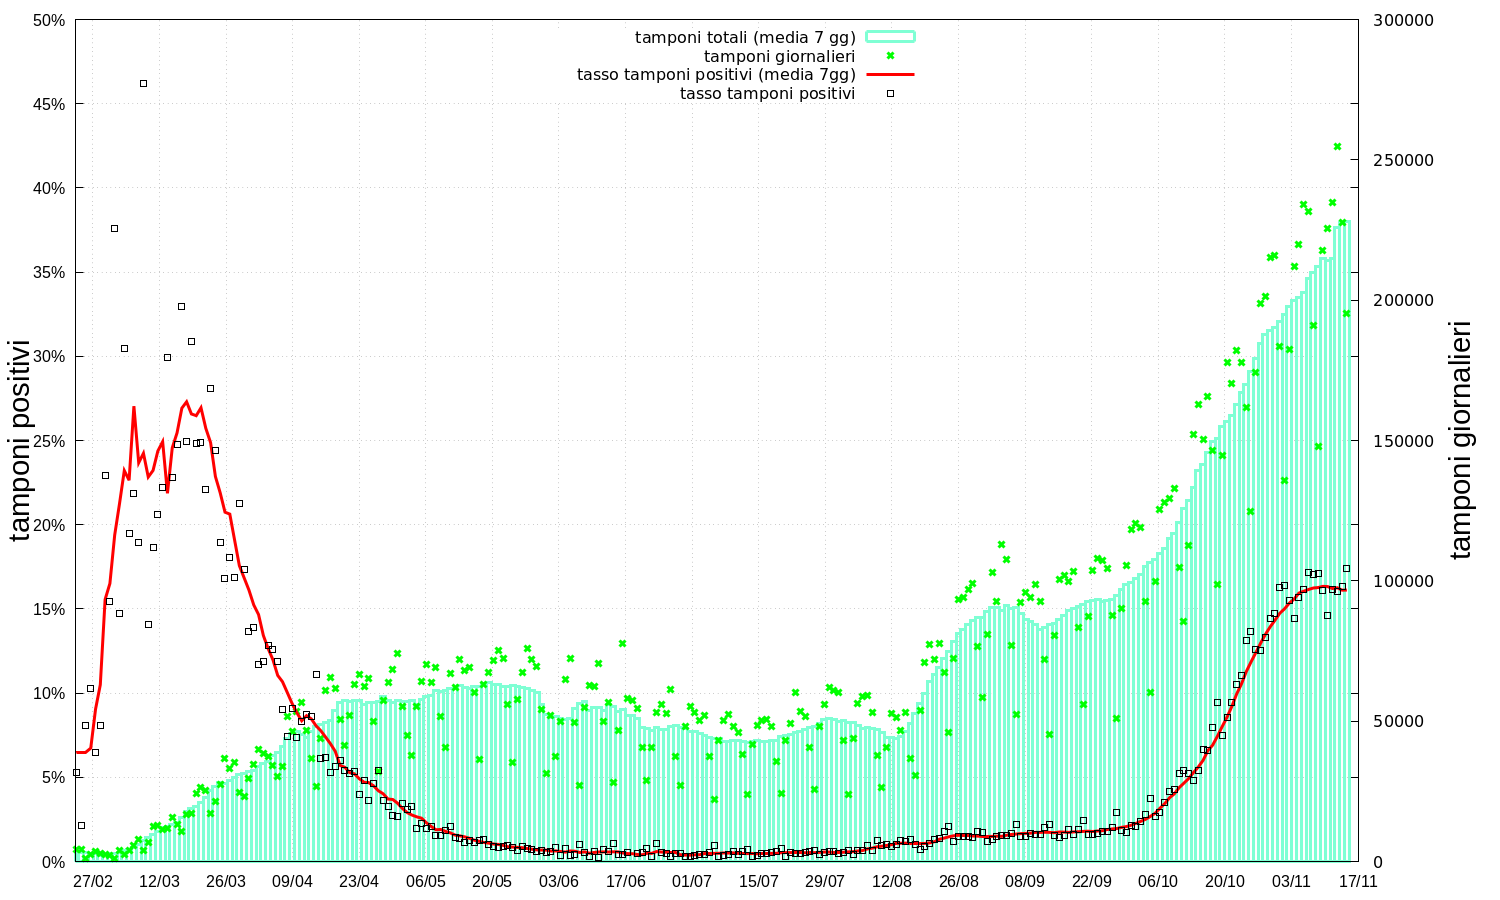 tamponi totali (media 7 gg)
tamponi giornalieri
tasso tamponi positivi (media 7gg)
tasso tamponi positivi
50%
45%
40%
35%
30%
25%
20%
15%
10%
5%
0%
tamponi positivi
300000
250000
200000
150000
100000
50000
0
tamponi giornalieri
27/02 12/03 26/03 09/04 23/04 06/05 20/05 03/06 17/06 01/07 15/07 29/07 12/08 26/08 08/09 22/09 06/10 20/10 03/11 17/11